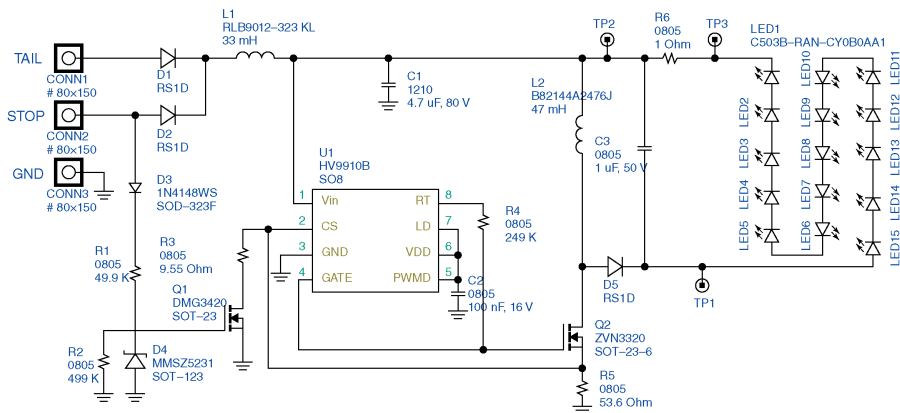 L1
RLB9012–323 KL
33 mH
TP2
R6
0805
1 Ohm
TP3
LED1
C503B–RAN–CY0B0AA1
TAIL
CONN1
# 80×150
D1
RS1D
C1
1210
4.7 uF, 80 V
L2
B82144A2476J
47 mH
LED10
LED11
STOP
CONN2
# 80×150
D2
RS1D
LED2
LED9
LED12
GND
CONN3
# 80×150
U1
HV9910B
SO8
C3
0805
1 uF, 50 V
LED3
LED8
LED13
D3
1N4148WS
SOD–323F
1
Vin
RT
8
2
CS
LD
7
3
GND
VDD
6
4
GATE
PWMD
5
R4
0805
249 K
LED4
LED7
LED14
LED5
LED6
LED15
R1
0805
49.9 K
R3
0805
9.55 Ohm
C2
0805
100 nF, 16 V
D5
RS1D
TP1
Q1
DMG3420
SOT–23
Q2
ZVN3320
SOT–23–6
R2
0805
499 K
D4
MMSZ5231
SOT–123
R5
0805
53.6 Ohm